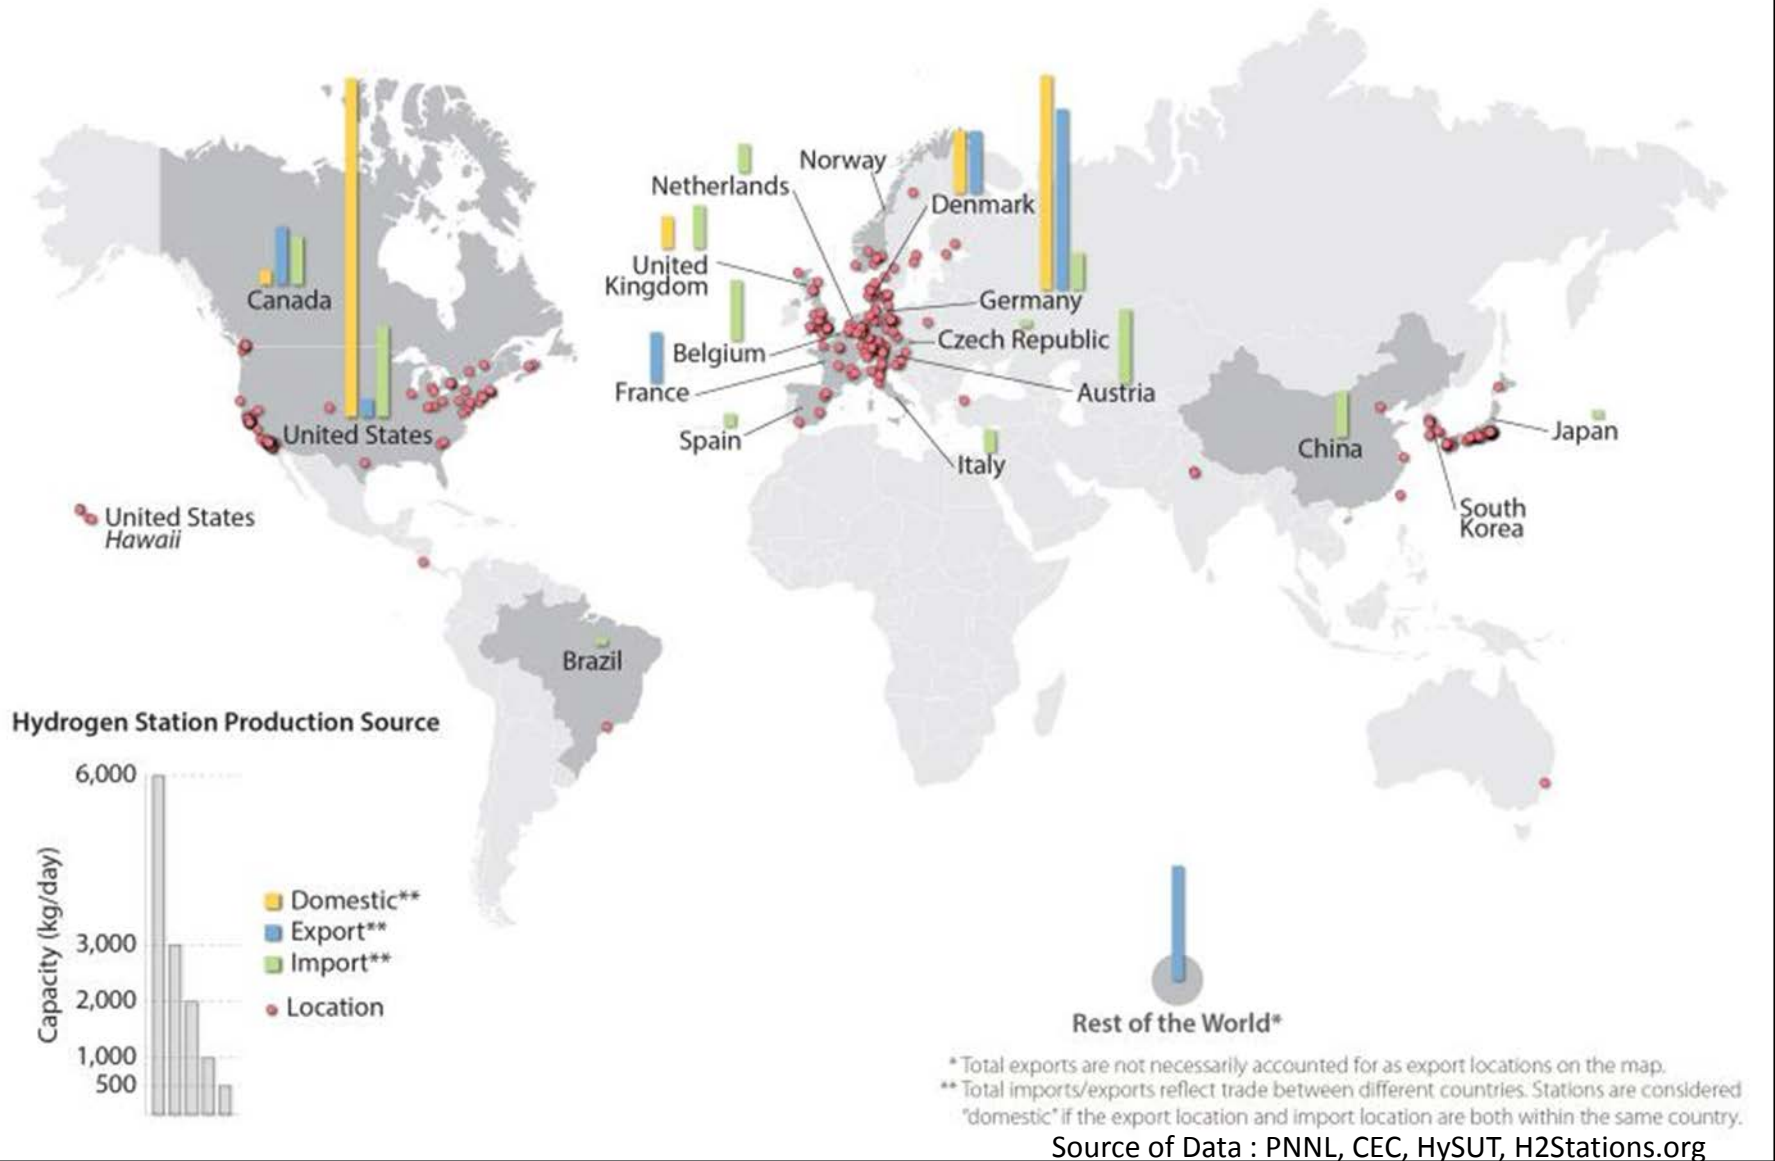 Norway
Netherlands
Denmark
United
Kingdom
Canada
Germany
Czech Republic
Belgium
France
Austria
United States
Spain
Italy
China
Japan
South
Korea
United States
Hawaii
Brazil
Hydrogen Station Production Source
6,000
3,000
2,000
1,000
500
Capacity (kg/day)
Domestic**
Export**
Import**
Location
Rest of the World*
* Total exports are not necessarily accounted for as export locations on the map.
** Total imports/exports reflect trade between different countries. Stations are considered
"domestic" if the export location and import location are both within the same country.
Source of Data : PNNL, CEC, HySUT, H2Stations.org